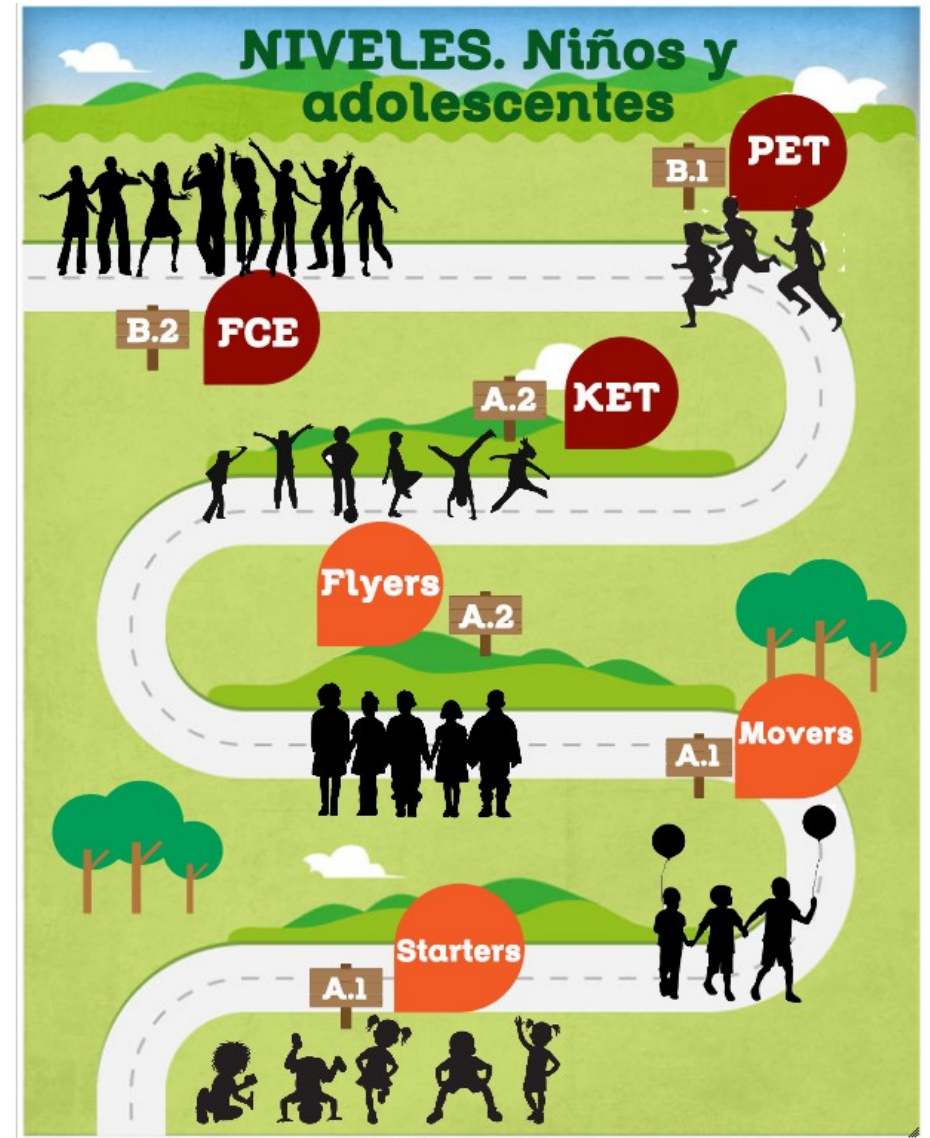 NIVELES. Niños y
adolescentes
B.1
PET
B.2
FCE
A.2
KET
Flyers
A.2
A.1
Movers
Starters
A.1